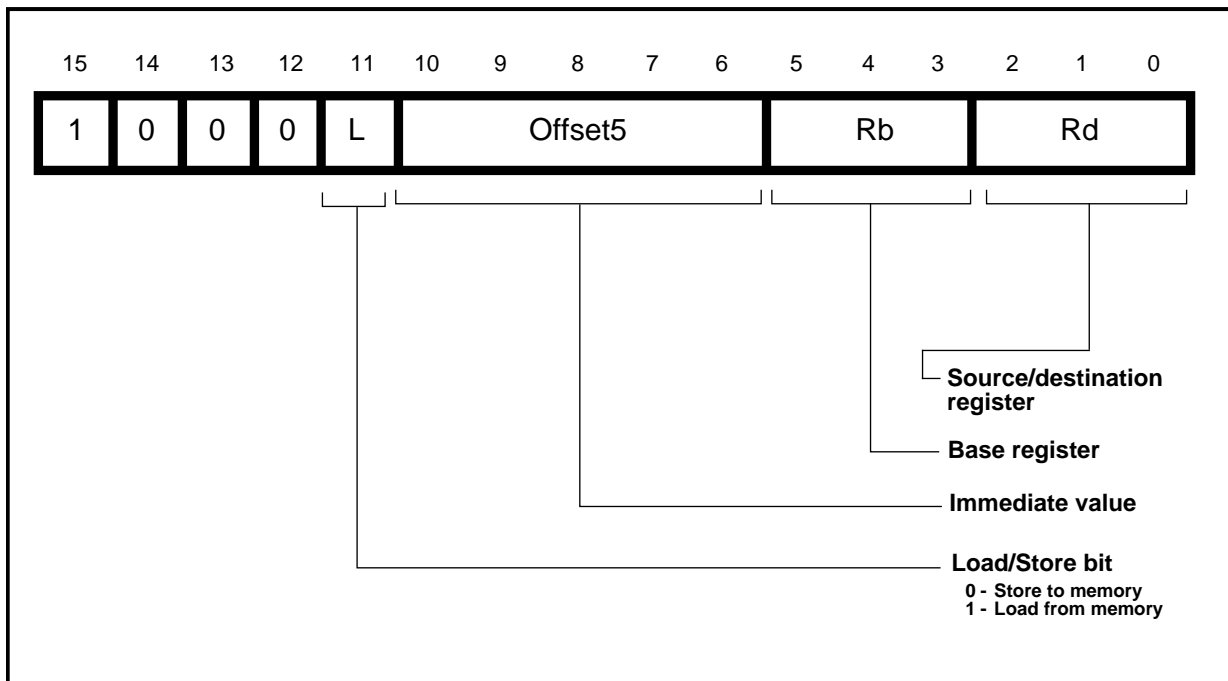 15 14 13 12 11 10 9 8 7 6 5 4 3 2 1 0
1 0 0 0 L Offset5 Rb Rd
Source/destination
register
Base register
Immediate value
Load/Store bit
0 - Store to memory
1 - Load from memory